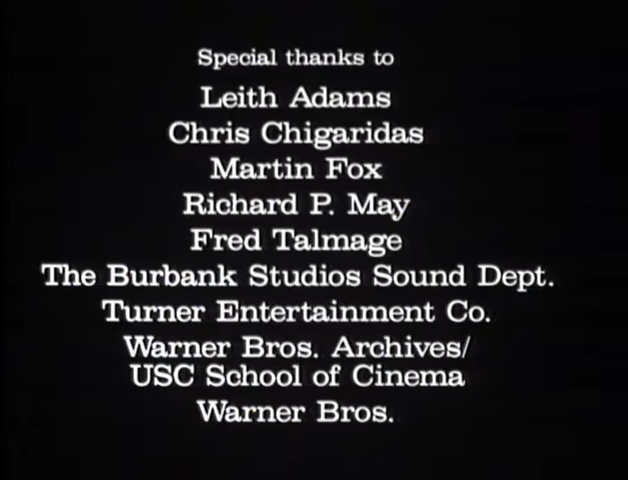 Special thanks to
Leith Adams
Chris Chigaridas
Martin Fox
Richard P. May
Fred Talmage
The Burbank Studios Sound Dept.
Turner Entertainment Co.
Warner Bros. Archives/
USC School of Cinema
Warner Bros.